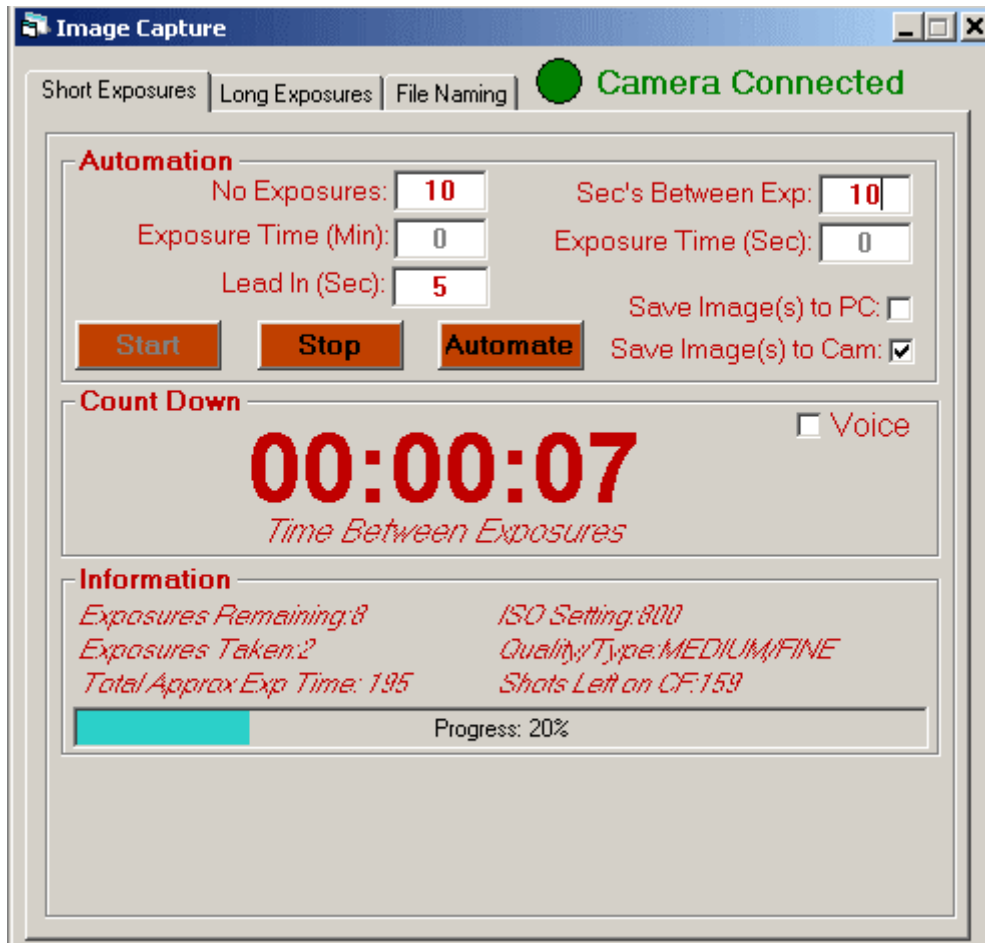 Image Capture
Short Exposures Long Exposures File Naming Camera Connected
Automation
No Exposures: 10 Sec's Between Exp: 10
Exposure Time (Min): 0 Exposure Time (Sec): 0
Lead In (Sec): 5
Save Image(s) to PC:
Start Stop Automate Save Image(s) to Cam:
Count Down
Voice
00:00:07
Time Between Exposures
Information
Exposures Remaining:8 ISO Setting:800
Exposures Taken:2 Quality/Type:MEDIUM/FINE
Total Approx Exp Time: 195 Shots Left on CF:159
Progress: 20%